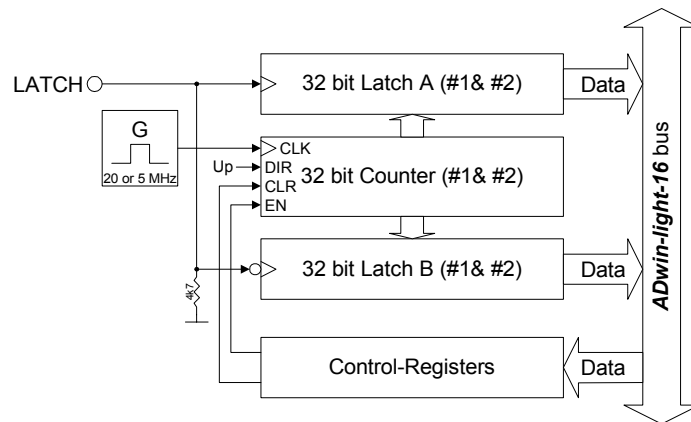 32 bit Latch A (#1& #2)
Data
LATCH
G
20 or 5 MHz
CLK
Up
DIR
CLR
EN
32 bit Counter (#1& #2)
32 bit Latch B (#1& #2)
Data
4k7
Control-Registers
Data
ADwin-light-16 bus